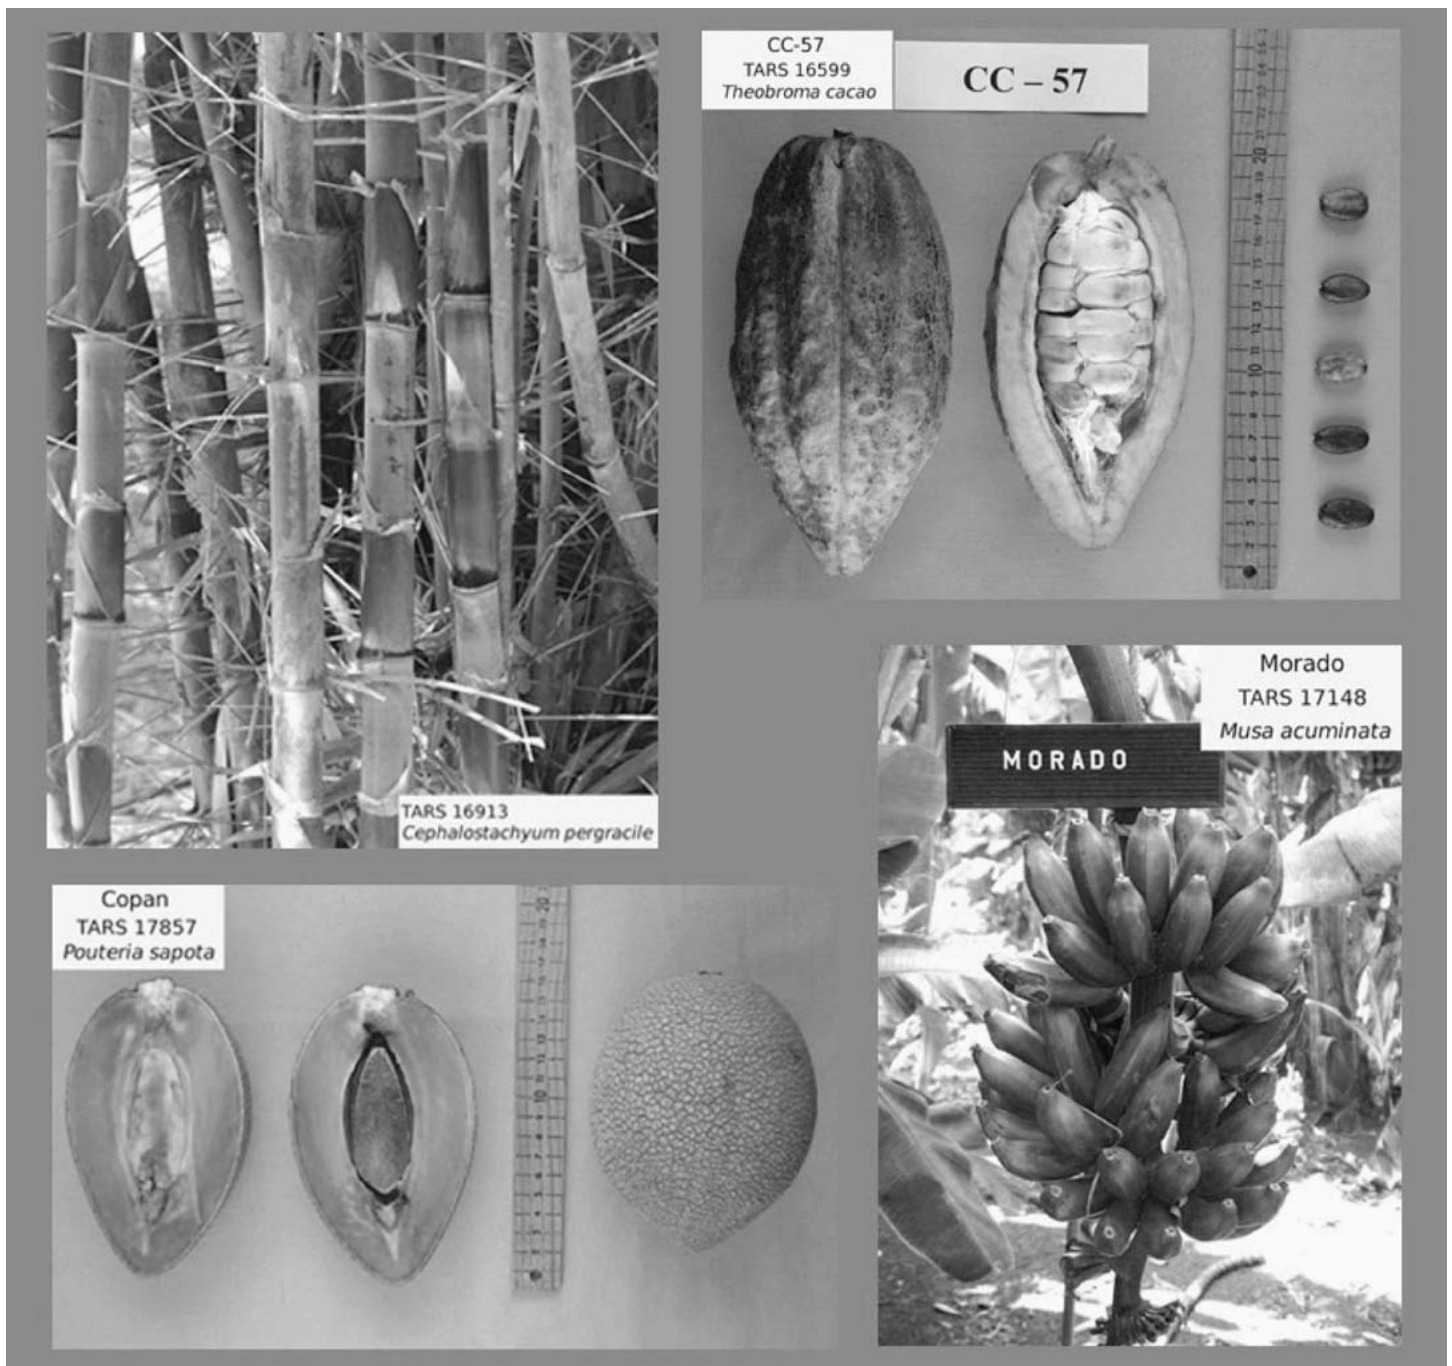 CC-57
TARS 16599
Theobroma cacao
CC – 57
TARS 16913
Cephalostachyum pergracile
Morado
TARS 17148
Musa acuminata
MORADO
Copan
TARS 17857
Pouteria sapota